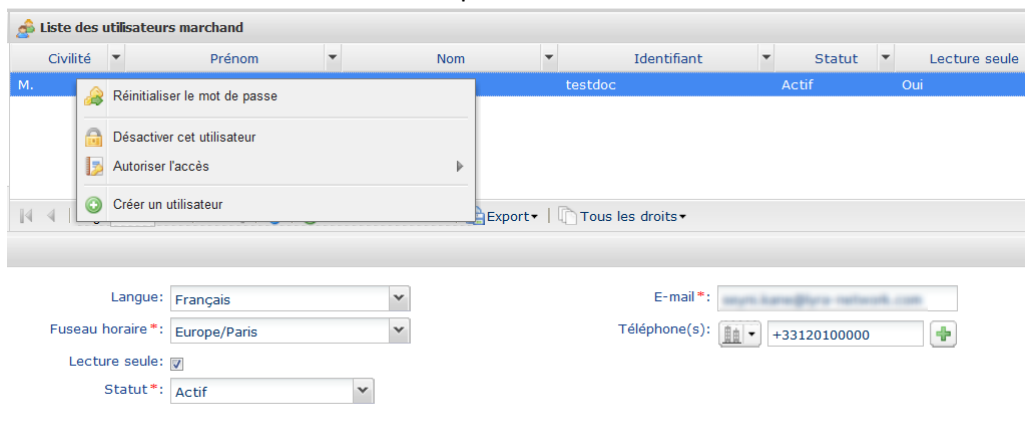 Liste des utilisateurs marchand
Civilité Prénom Nom Identifiant Statut Lecture seule
M. testdoc Actif Oui
Réinitialiser le mot de passe
Désactiver cet utilisateur
Autoriser l'accès
Créer un utilisateur
Export Tous les droits
Langue: Français E-mail*:
Fuseau horaire*: Europe/Paris Téléphone(s): +33120100000
Lecture seule:
Statut*: Actif